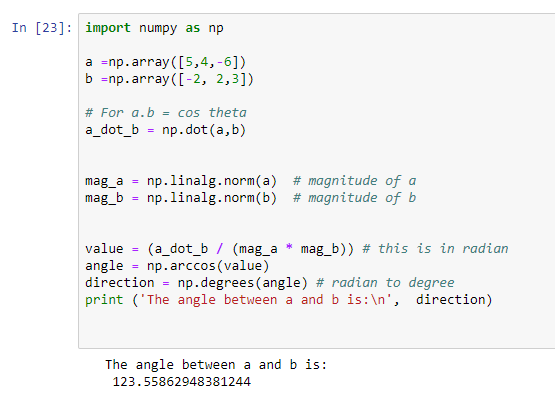 In [23]: import numpy as np
a =np.array([5,4,-6])
b =np.array([-2, 2,3])
# For a.b = cos theta
a_dot_b = np.dot(a,b)
mag_a = np.linalg.norm(a)  # magnitude of a
mag_b = np.linalg.norm(b)  # magnitude of b
value = (a_dot_b / (mag_a * mag_b)) # this is in radian
angle = np.arccos(value)
direction = np.degrees(angle) # radian to degree
print ('The angle between a and b is:\n',  direction)
The angle between a and b is:
 123.55862948381244